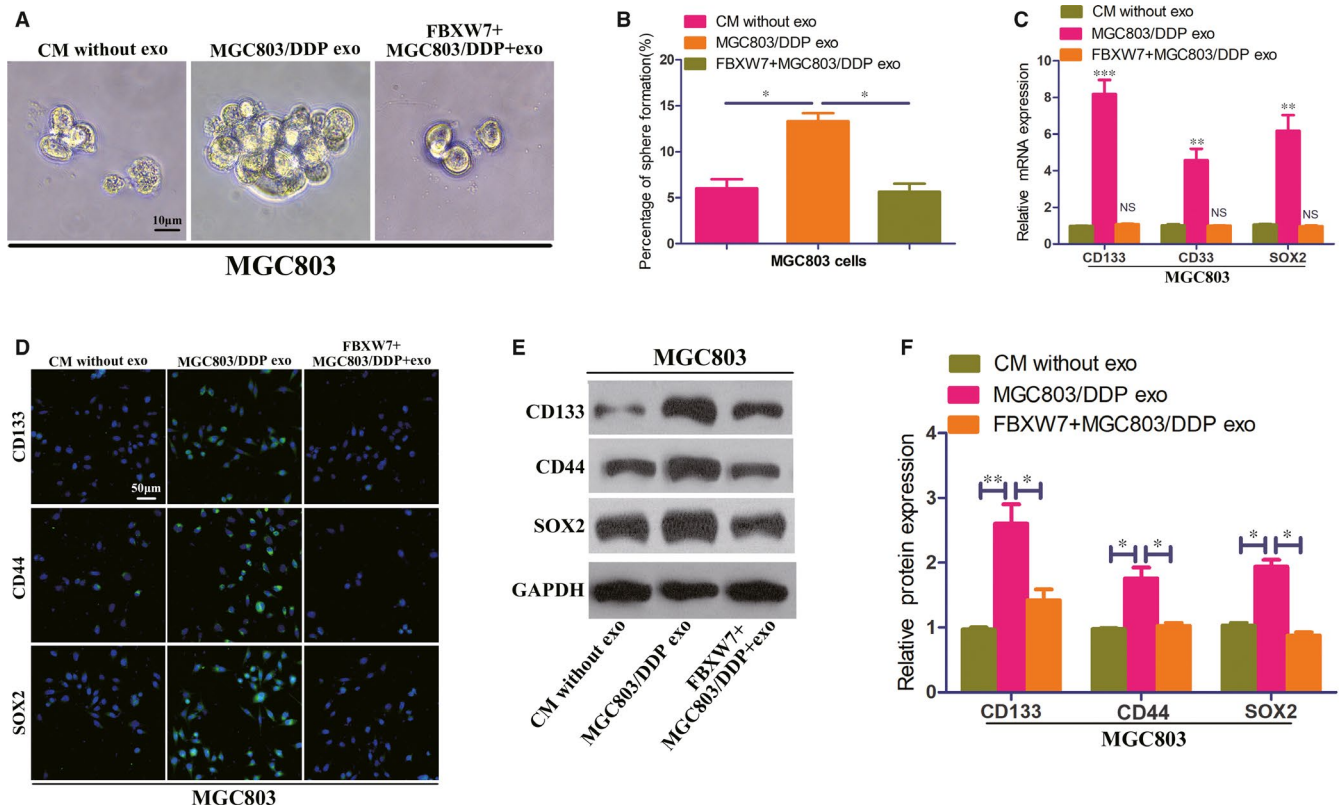 A
CM without exo
MGC803/DDP exo
FBXW7+
MGC803/DDP+exo
10μm
MGC803
B
CM without exo
MGC803/DDP exo
FBXW7+MGC803/DDP exo
Percentage of sphere formation(%)
20
15
10
5
0
*
*
MGC803 cells
C
CM without exo
MGC803/DDP exo
FBXW7+MGC803/DDP exo
Relative mRNA expression
10
8
6
4
2
0
***
NS
**
NS
**
NS
CD133
CD33
SOX2
MGC803
D
CM without exo
MGC803/DDP exo
FBXW7+
MGC803/DDP+exo
CD133
50μm
CD44
SOX2
MGC803
E
MGC803
CD133
CD44
SOX2
GAPDH
CM without exo
MGC803/DDP exo
FBXW7+
MGC803/DDP+exo
F
CM without exo
MGC803/DDP exo
FBXW7+MGC803/DDP exo
Relative protein expression
4
3
2
1
0
**
*
*
*
*
*
CD133
CD44
SOX2
MGC803